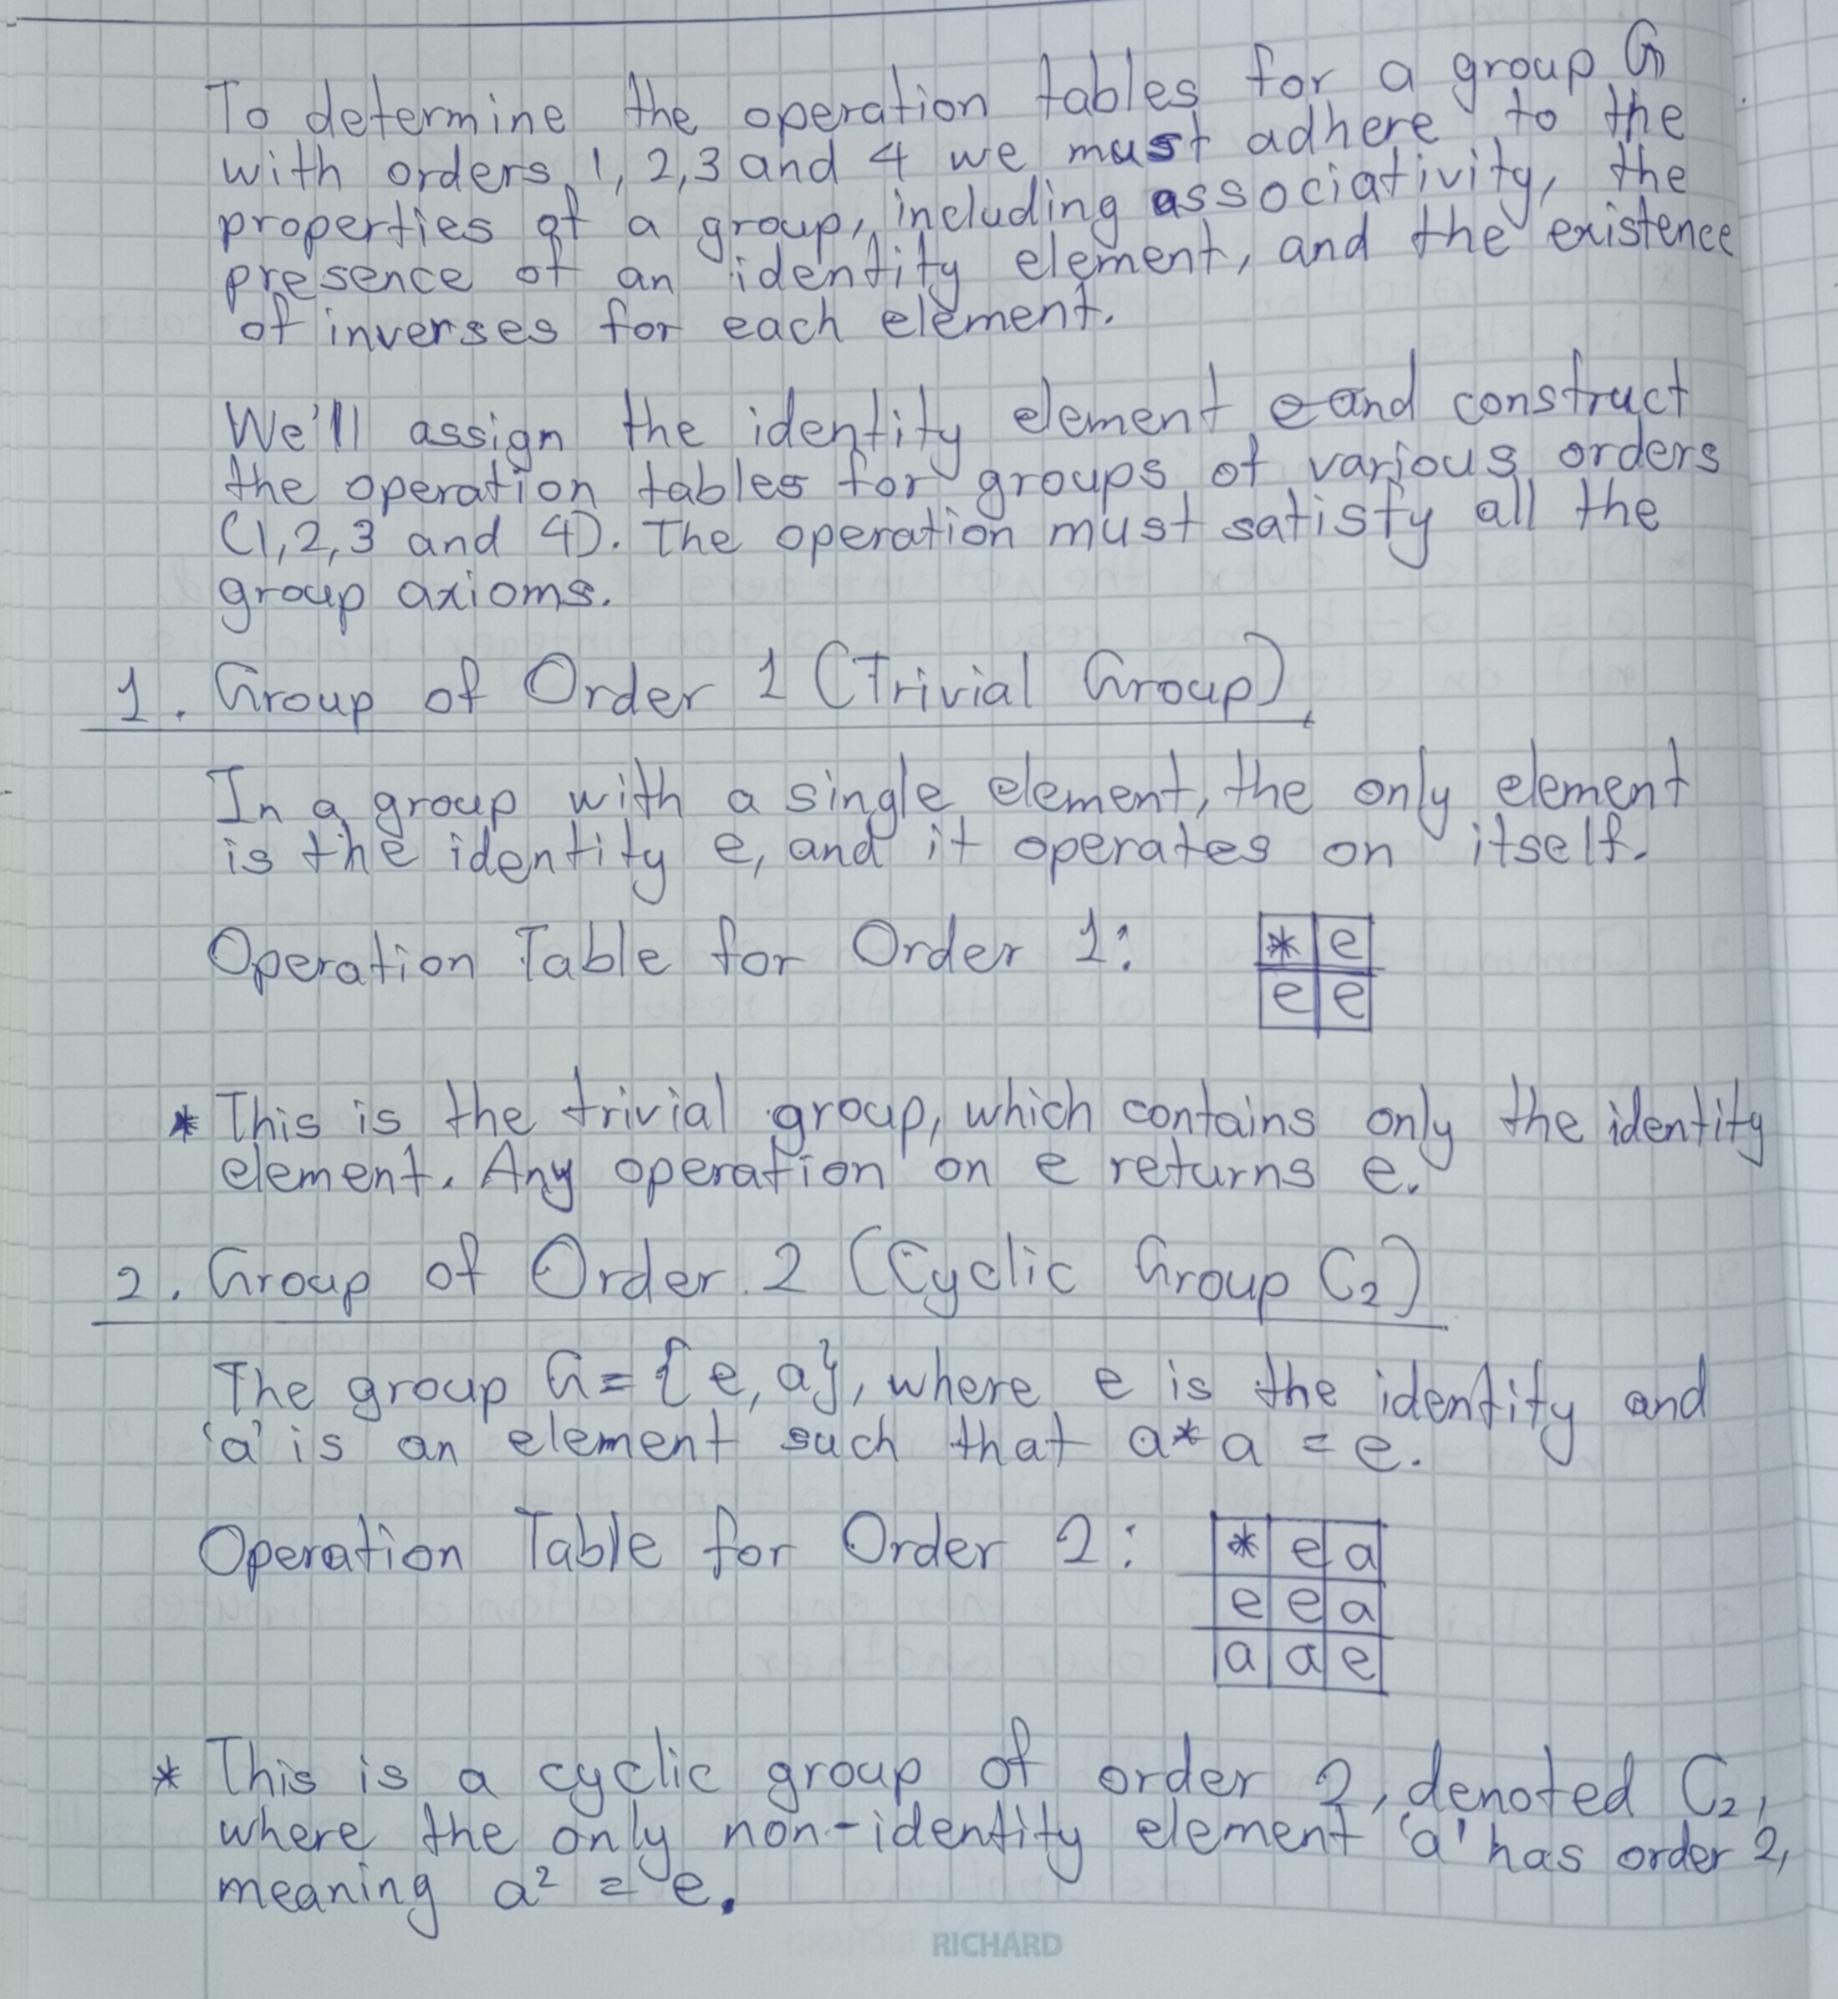 To determine the operation tables for a group G
with orders 1, 2, 3 and 4 we must adhere to the
properties of a group, including associativity, the
presence of an identity element, and the existence
of inverses for each element.
We'll assign the identity element e and construct
the operation tables for groups of various orders
(1, 2, 3 and 4). The operation must satisfy all the
group axioms.
1. Group of Order 1 (Trivial Group)
In a group with a single element, the only element
is the identity e, and it operates on itself.
Operation Table for Order 1:
* e
e e
* This is the trivial group, which contains only the identity
element. Any operation on e returns e.
2. Group of Order 2 (Cyclic Group C₂)
The group G = {e, a}, where e is the identity and
'a' is an element such that a * a = e.
Operation Table for Order 2:
* e a
e e a
a a e
* This is a cyclic group of order 2, denoted C₂,
where the only non-identity element 'a' has order 2,
meaning a² = e.
RICHARD